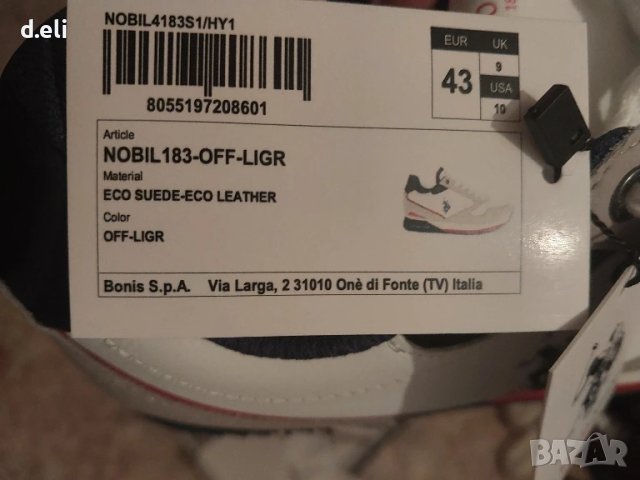 d.eli
NOBIL4183S1/HY1
8055197208601
EUR UK
43 9
USA
10
Article
NOBIL183-OFF-LIGR
Material
ECO SUEDE-ECO LEATHER
Color
OFF-LIGR
Bonis S.p.A. Via Larga, 2 31010 Onè di Fonte (TV) Italia
BAZAR